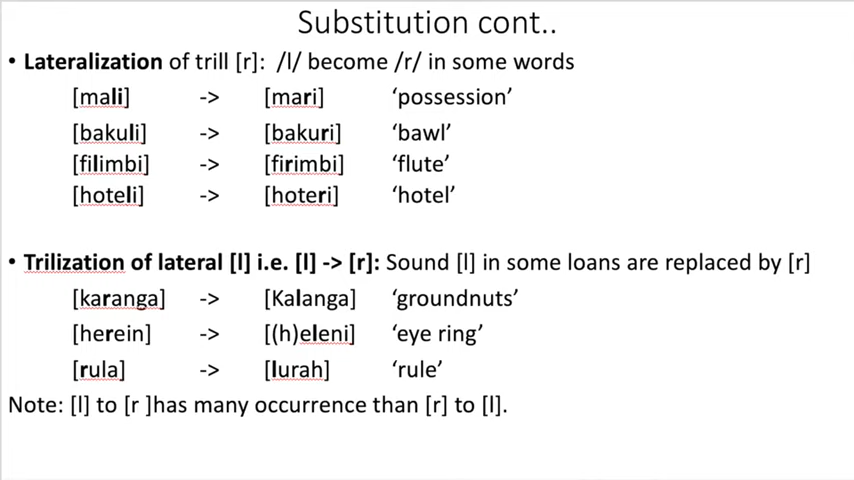 Substitution cont..
• Lateralization of trill [r]: /l/ become /r/ in some words
[mali] -> [mari] ‘possession’
[bakuli] -> [bakuri] ‘bawl’
[filimbi] -> [firimbi] ‘flute’
[hoteli] -> [hoteri] ‘hotel’
• Trilization of lateral [l] i.e. [l] -> [r]: Sound [l] in some loans are replaced by [r]
[karanga] -> [Kalanga] ‘groundnuts’
[herein] -> [(h)eleni] ‘eye ring’
[rula] -> [lurah] ‘rule’
Note: [l] to [r ]has many occurrence than [r] to [l].